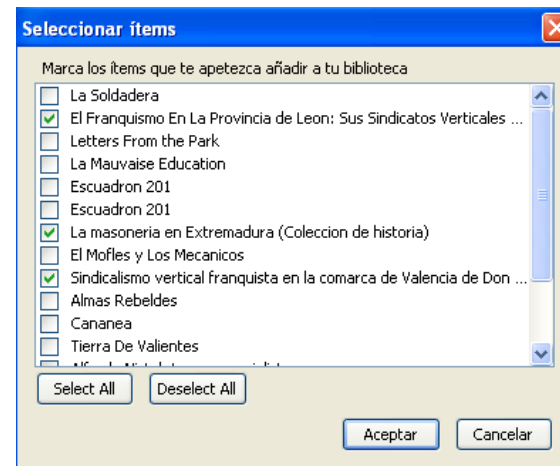 Seleccionar ítems
Marca los ítems que te apetezca añadir a tu biblioteca
La Soldadera
El Franquismo En La Provincia de Leon: Sus Sindicatos Verticales ...
Letters From the Park
La Mauvaise Education
Escuadron 201
Escuadron 201
La masoneria en Extremadura (Coleccion de historia)
El Mofles y Los Mecanicos
Sindicalismo vertical franquista en la comarca de Valencia de Don ...
Almas Rebeldes
Cananea
Tierra De Valientes
Select All Deselect All
Aceptar Cancelar